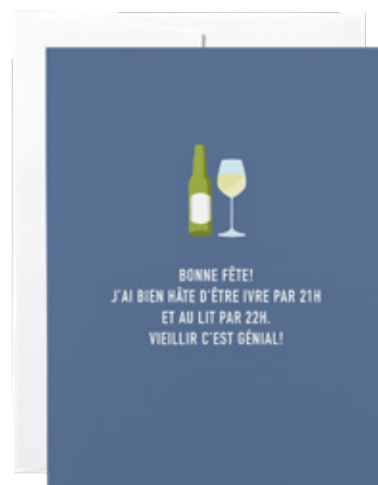 BONNE FÊTE!
J'AI BIEN HÂTE D'ÊTRE IVRE PAR 21H
ET AU LIT PAR 22H.
VIEILLIR C'EST GÉNIAL!